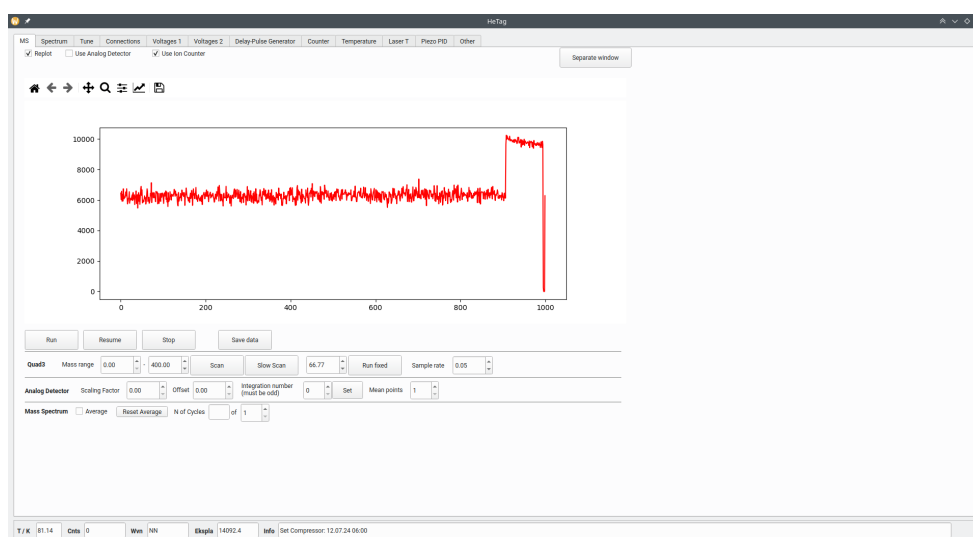 HeTag
MS Spectrum Tune Connections Voltages 1 Voltages 2 Delay-Pulse Generator Counter Temperature Laser T Piezo PID Other
Replot Use Analog Detector Use Ion Counter
Separate window
10000
8000
6000
4000
2000
0
0 200 400 600 800 1000
Run Resume Stop Save data
Quad3 Mass range 0.00 - 400.00 Scan Slow Scan 66.77 Run fixed Sample rate 0.05
Analog Detector Scaling Factor 0.00 Offset 0.00 Integration number (must be odd) 0 Set Mean points 1
Mass Spectrum Average Reset Average N of Cycles of 1
T / K 81.14 Cnts 0 Wvn NN Ekspla 14092.4 Info Set Compressor: 12.07.24 06:00